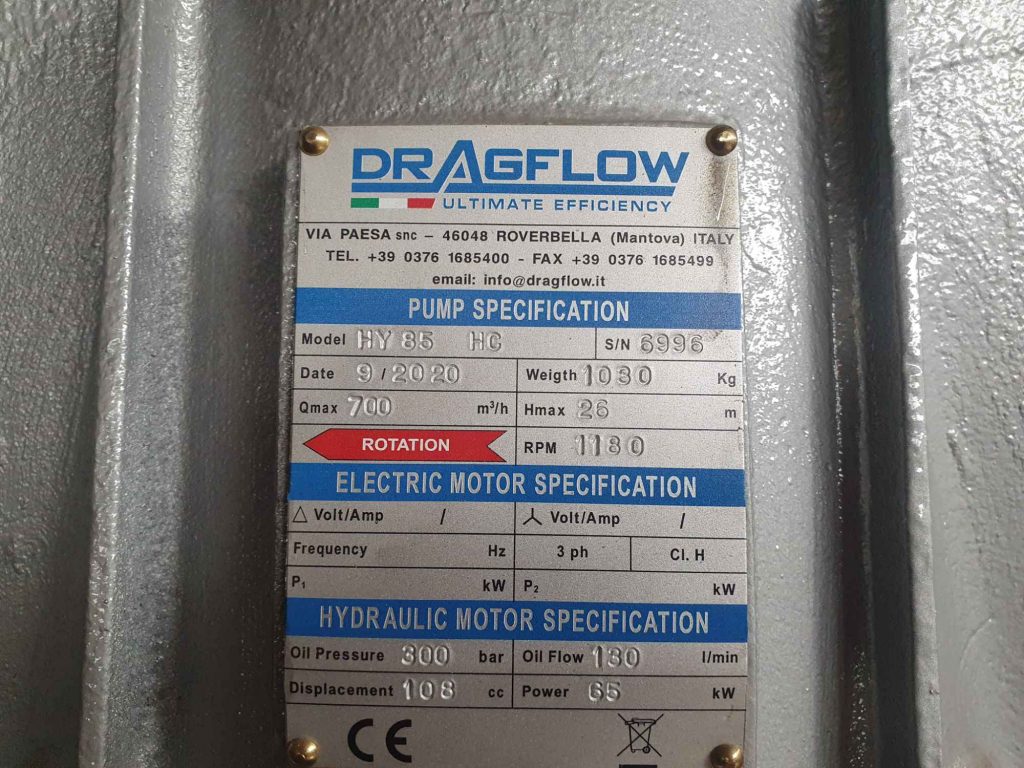 DRAGFLOW
ULTIMATE EFFICIENCY
VIA PAESA snc – 46048 ROVERBELLA (Mantova) ITALY
TEL. +39 0376 1685400 - FAX +39 0376 1685499
email: info@dragflow.it
PUMP SPECIFICATION
Model HY 85 HC S/N 6996
Date 9/2020 Weigth 1030 Kg
Qmax 700 m³/h Hmax 26 m
ROTATION RPM 1180
ELECTRIC MOTOR SPECIFICATION
△ Volt/Amp / ⅄ Volt/Amp /
Frequency Hz 3 ph Cl. H
P₁ kW P₂ kW
HYDRAULIC MOTOR SPECIFICATION
Oil Pressure 300 bar Oil Flow 130 l/min
Displacement 108 cc Power 65 kW
CE